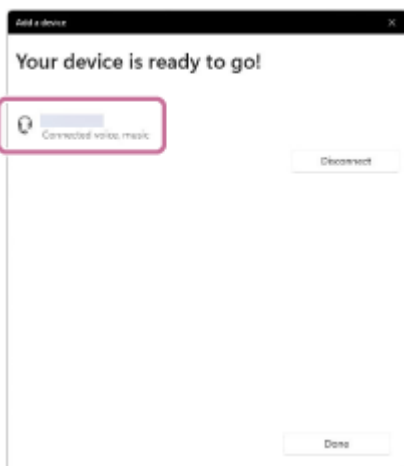 Add a device
Your device is ready to go!
Connected voice, music
Disconnect
Done